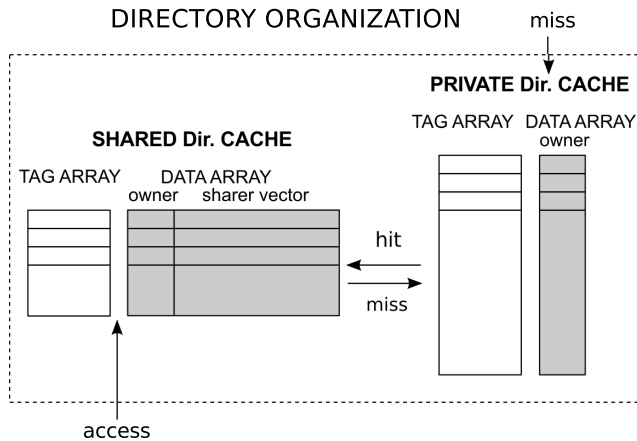 DIRECTORY ORGANIZATION
miss
PRIVATE Dir. CACHE
TAG ARRAY DATA ARRAY
owner
SHARED Dir. CACHE
TAG ARRAY DATA ARRAY
owner sharer vector
hit
miss
access